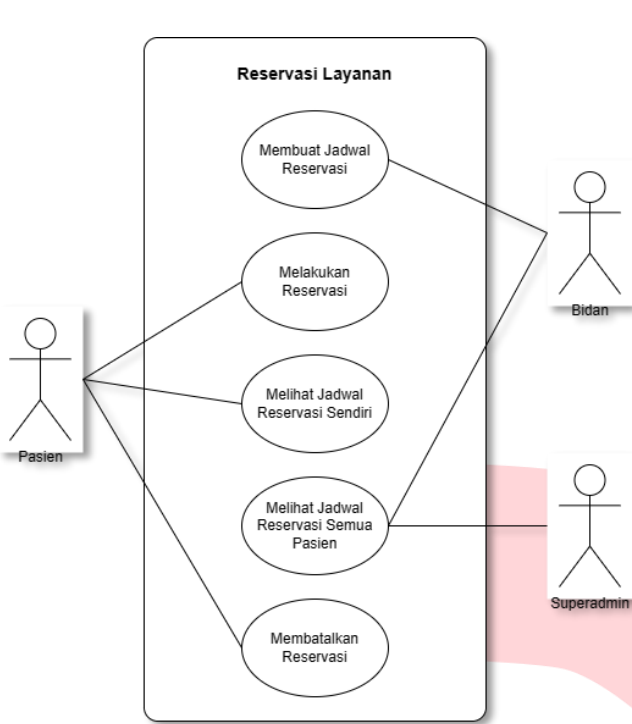 Reservasi Layanan
Membuat Jadwal
Reservasi
Melakukan
Reservasi
Melihat Jadwal
Reservasi Sendiri
Melihat Jadwal
Reservasi Semua
Pasien
Membatalkan
Reservasi
Pasien
Bidan
Superadmin